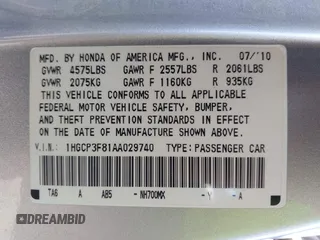 MFD. BY HONDA OF AMERICA MFG., INC. 07/'10
GVWR 4575LBS GAWR F 2557LBS R 2061LBS
GVWR 2075KG GAWR F 1160KG R 935KG
THIS VEHICLE CONFORMS TO ALL APPLICABLE
FEDERAL MOTOR VEHICLE SAFETY, BUMPER,
AND THEFT PREVENTION STANDARDS IN EFFECT
ON THE DATE OF MANUFACTURE SHOWN ABOVE.
V.I.N.: 1HGCP3F81AA029740 TYPE: PASSENGER CAR
TA6 A AB5 - NH700MX - Y - A
DREAMBID